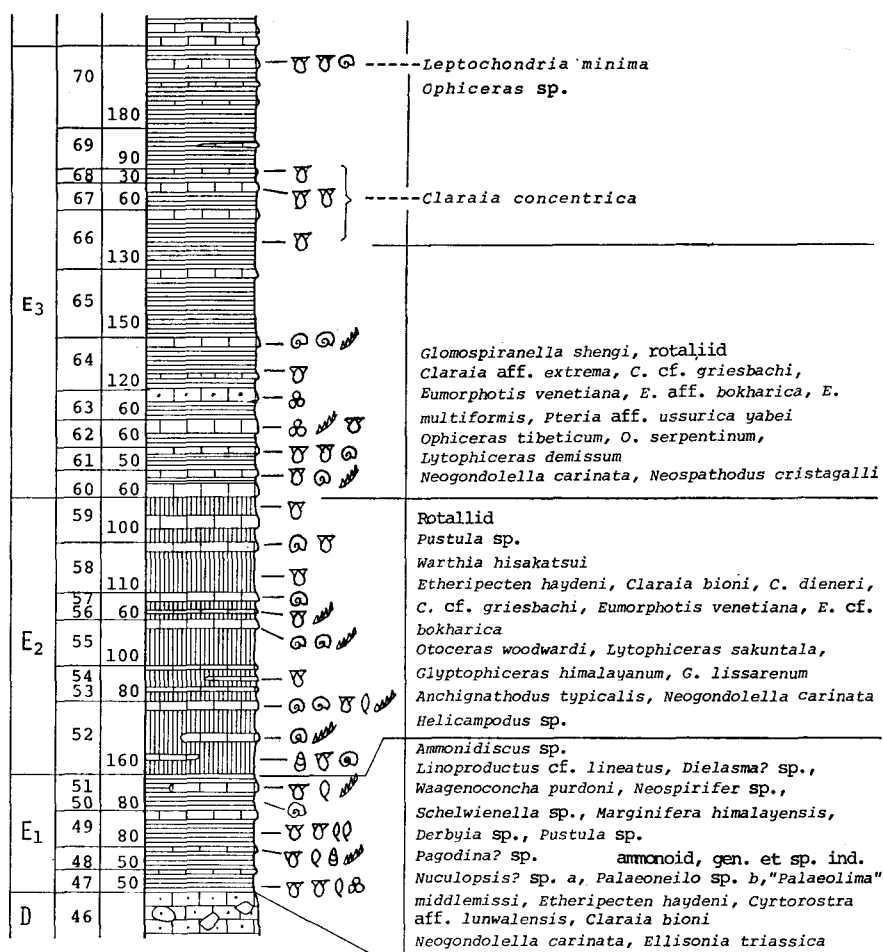 70
180
Leptochondria minima
Ophiceras sp.
69
90
68 30
67 60
Claraia concentrica
66
130
E3
65
150
64
120
63 60
62 60
61 50
60 60
Glomospiranella shengi, rotaliid
Claraia aff. extrema, C. cf. griesbachi,
Eumorphotis venetiana, E. aff. bokharica, E.
multiformis, Pteria aff. ussurica yabei
Ophiceras tibeticum, O. serpentinum,
Lytophiceras demissum
Neogondolella carinata, Neospathodus cristagalli
E2
59
100
58
110
57
56 60
55
100
54
53 80
52
160
Rotallid
Pustula sp.
Warthia hisakatsui
Etheripecten haydeni, Claraia bioni, C. dieneri,
C. cf. griesbachi, Eumorphotis venetiana, E. cf.
bokharica
Otoceras woodwardi, Lytophiceras sakuntala,
Glyptophiceras himalayanum, G. lissarenum
Anchignathodus typicalis, Neogondolella carinata
Helicampodus sp.
E1
51
50 80
49
80
48 50
47 50
Ammonidiscus sp.
Linoproductus cf. lineatus, Dielasma? sp.,
Waagenoconcha purdoni, Neospirifer sp.,
Schelwienella sp., Marginifera himalayensis,
Derbyia sp., Pustula sp.
Pagodina? sp. ammonoid, gen. et sp. ind.
Nuculopsis? sp. a, Palaeoneilo sp. b,"Palaeolima"
middlemissi, Etheripecten haydeni, Cyrtorostra
aff. lunwalensis, Claraia bioni
Neogondolella carinata, Ellisonia triassica
D 46